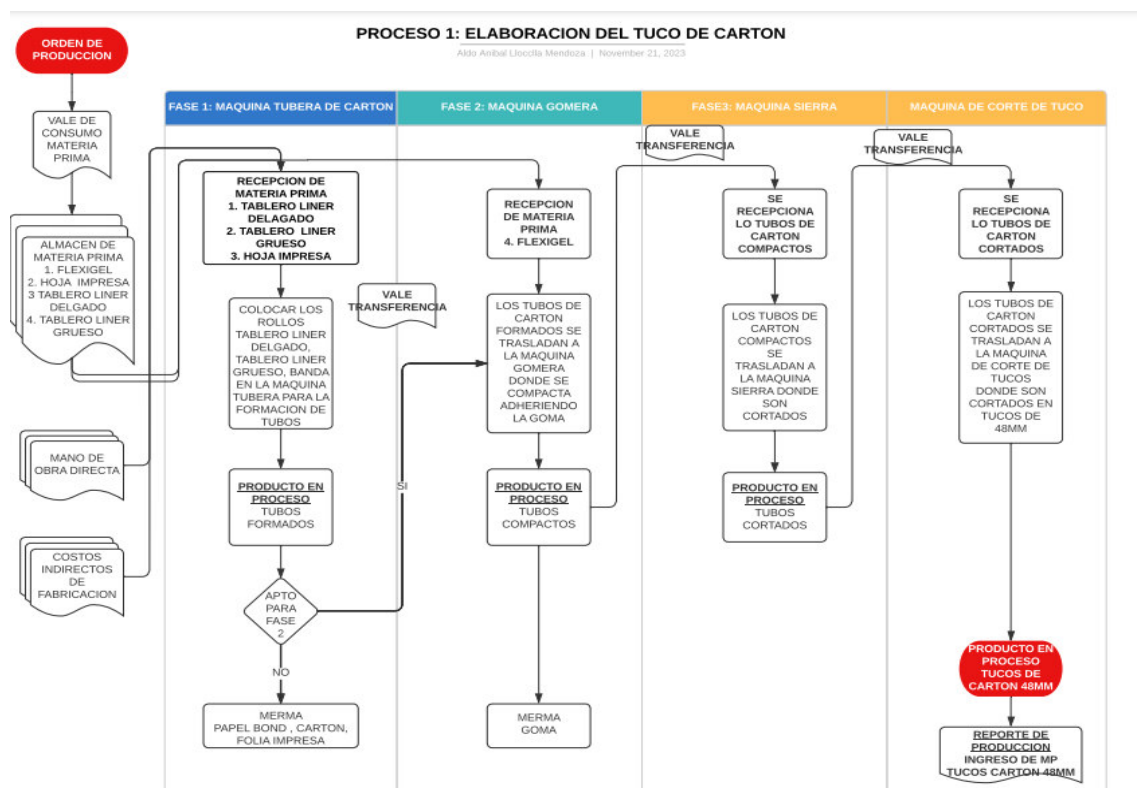 PROCESO 1: ELABORACION DEL TUCO DE CARTON
Aldo Anibal Lloclla Mendoza | November 21, 2023
ORDEN DE
PRODUCCION
VALE DE
CONSUMO
MATERIA
PRIMA
ALMACEN DE
MATERIA PRIMA
1. FLEXIGEL
2. HOJA IMPRESA
3 TABLERO LINER
DELGADO
4. TABLERO LINER
GRUESO
MANO DE
OBRA DIRECTA
COSTOS
INDIRECTOS
DE
FABRICACION
FASE 1: MAQUINA TUBERA DE CARTON
RECEPCION DE
MATERIA PRIMA
1. TABLERO LINER
DELAGADO
2. TABLERO LINER
GRUESO
3. HOJA IMPRESA
COLOCAR LOS
ROLLOS
TABLERO LINER
DELGADO,
TABLERO LINER
GRUESO, BANDA
EN LA MAQUINA
TUBERA PARA LA
FORMACION DE
TUBOS
PRODUCTO EN
PROCESO
TUBOS
FORMADOS
APTO
PARA
FASE
2
SI
NO
MERMA
PAPEL BOND , CARTON,
FOLIA IMPRESA
VALE
TRANSFERENCIA
FASE 2: MAQUINA GOMERA
RECEPCION
DE MATERIA
PRIMA
4. FLEXIGEL
LOS TUBOS DE
CARTON
FORMADOS SE
TRASLADAN A
LA MAQUINA
GOMERA
DONDE SE
COMPACTA
ADHERIENDO
LA GOMA
PRODUCTO EN
PROCESO
TUBOS
COMPACTOS
MERMA
GOMA
FASE3: MAQUINA SIERRA
VALE
TRANSFERENCIA
SE
RECEPCIONA
LO TUBOS DE
CARTON
COMPACTOS
LOS TUBOS DE
CARTON
COMPACTOS
SE
TRASLADAN A
LA MAQUINA
SIERRA DONDE
SON
CORTADOS
PRODUCTO EN
PROCESO
TUBOS
CORTADOS
MAQUINA DE CORTE DE TUCO
VALE
TRANSFERENCIA
SE
RECEPCIONA
LO TUBOS DE
CARTON
CORTADOS
LOS TUBOS DE
CARTON
CORTADOS SE
TRASLADAN A
LA MAQUINA
DE CORTE DE
TUCOS
DONDE SON
CORTADOS EN
TUCOS DE
48MM
PRODUCTO EN
PROCESO
TUCOS DE
CARTON 48MM
REPORTE DE
PRODUCCION
INGRESO DE MP
TUCOS CARTON 48MM